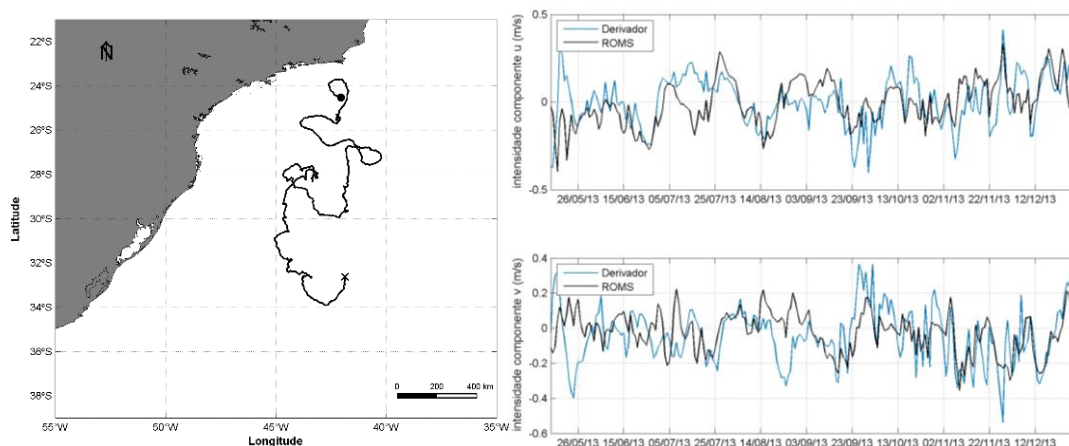 22°S
24°S
26°S
28°S
30°S
32°S
34°S
36°S
38°S
Latitude
N
0 200 400 km
55°W 50°W 45°W 40°W 35°W
Longitude
0.5
0
-0.5
intensidade componente u (m/s)
Derivador
ROMS
26/05/13 15/06/13 05/07/13 25/07/13 14/08/13 03/09/13 23/09/13 13/10/13 02/11/13 22/11/13 12/12/13
0.4
0.2
0
-0.2
-0.4
-0.6
intensidade componente v (m/s)
Derivador
ROMS
26/05/13 15/06/13 05/07/13 25/07/13 14/08/13 03/09/13 23/09/13 13/10/13 02/11/13 22/11/13 12/12/13